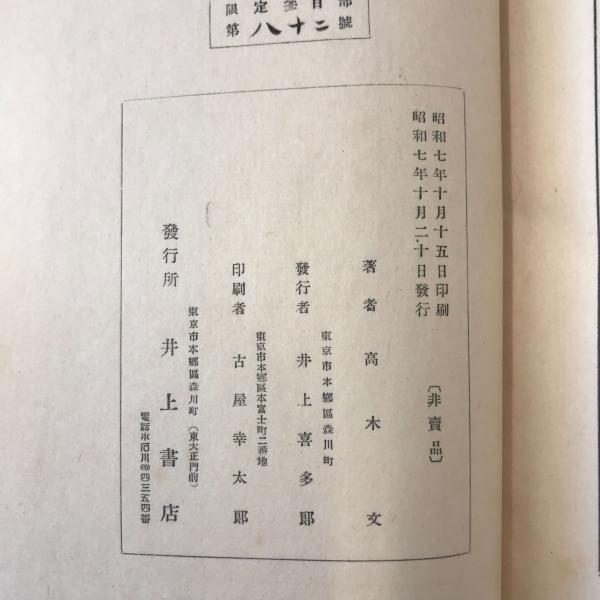 限定參百部
第八十二號
昭和七年十月十五日印刷
昭和七年十月二十日發行
〔非賣品〕
著者 高木文
東京市本鄉區森川町
發行者 井上喜多郎
東京市本鄉區本富士町二番地
印刷者 古屋幸太郎
東京市本鄉區森川町(東大正門前)
發行所 井上書店
電話小石川㊃四三五四番